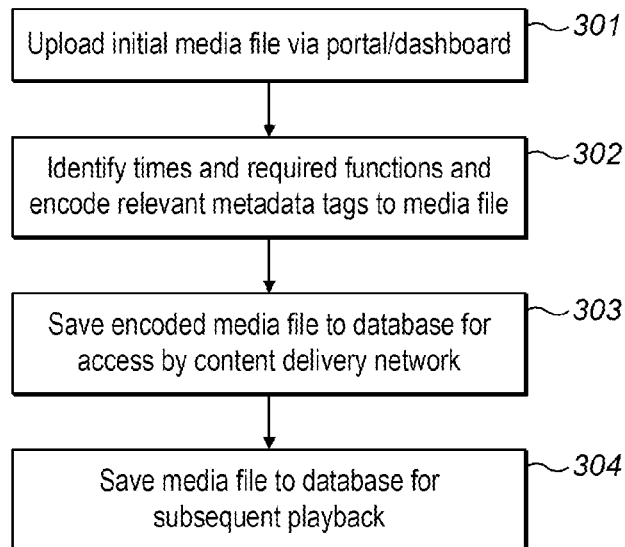 Upload initial media file via portal/dashboard
301
Identify times and required functions and
encode relevant metadata tags to media file
302
Save encoded media file to database for
access by content delivery network
303
Save media file to database for
subsequent playback
304